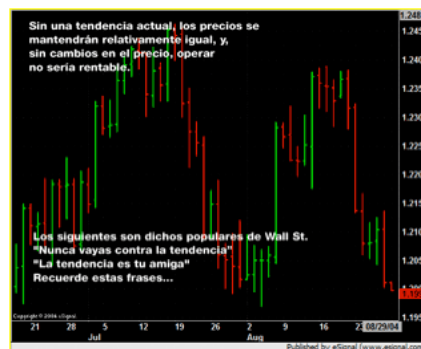 1.248
Sin una tendencia actual, los precios se
mantendrán relativamente igual, y,
sin cambios en el precio, operar
no sería rentable.
1.245
1.240
1.235
1.230
1.225
1.220
1.215
1.210
Los siguientes son dichos populares de Wall St.
"Nunca vayas contra la tendencia"
"La tendencia es tu amiga"
Recuerde estas frases...
1.205
1.200
1.195
Copyright © 2004 eSignal.
21 28 5 12 19 26 2 9 16 23 08/29/04
Jul Aug
Published by eSignal (www.esignal.com